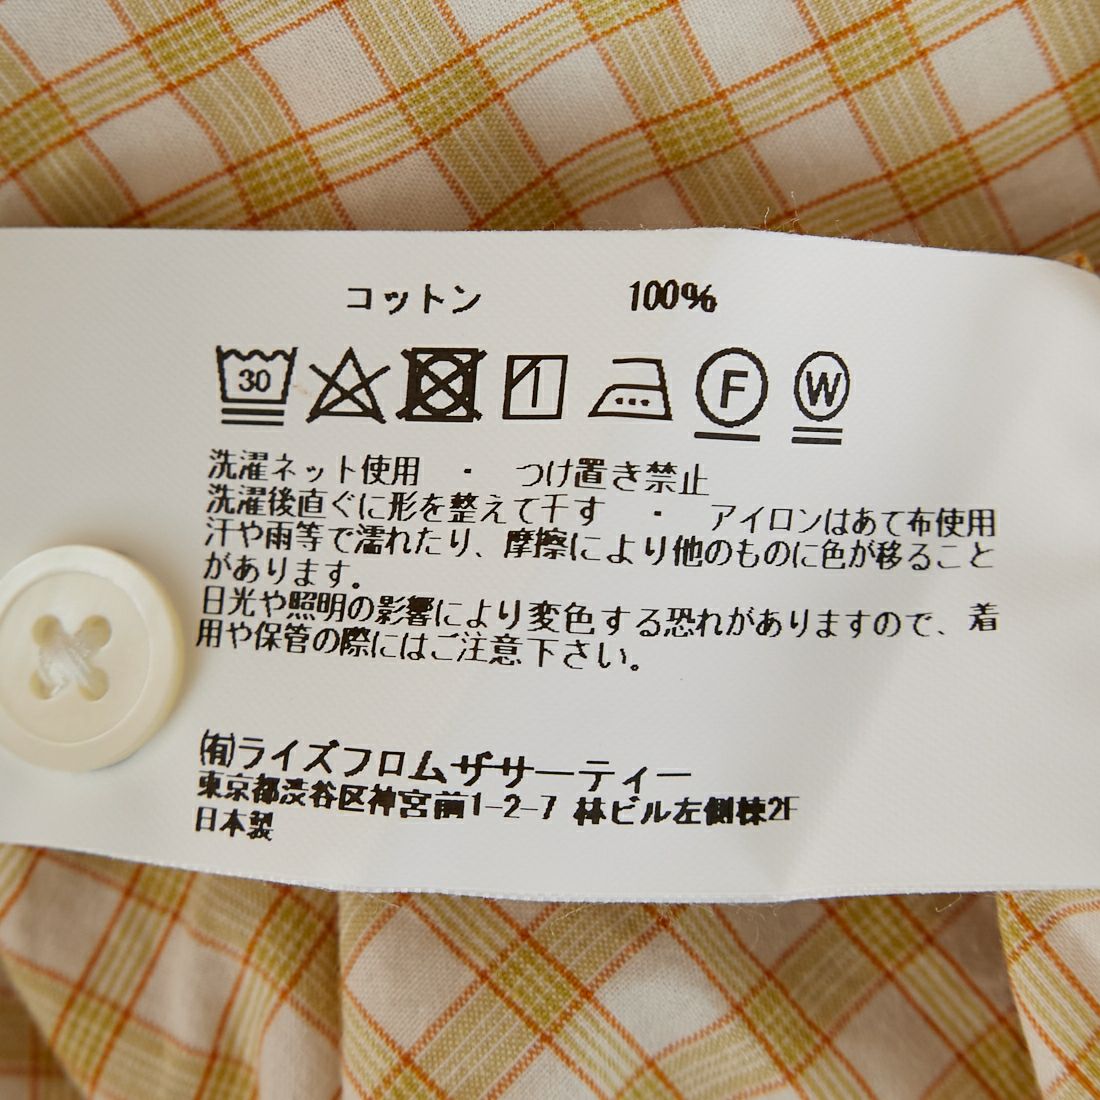 コットン 100%
30 F W
洗濯ネット使用 ・ つけ置き禁止
洗濯後直ぐに形を整えて干す ・ アイロンはあて布使用
汗や雨等で濡れたり、摩擦により他のものに色が移ること
があります。
日光や照明の影響により変色する恐れがありますので、着
用や保管の際にはご注意下さい。
(有)ライズフロムザサーティー
東京都渋谷区神宮前1-2-7 林ビル左側棟2F
日本製